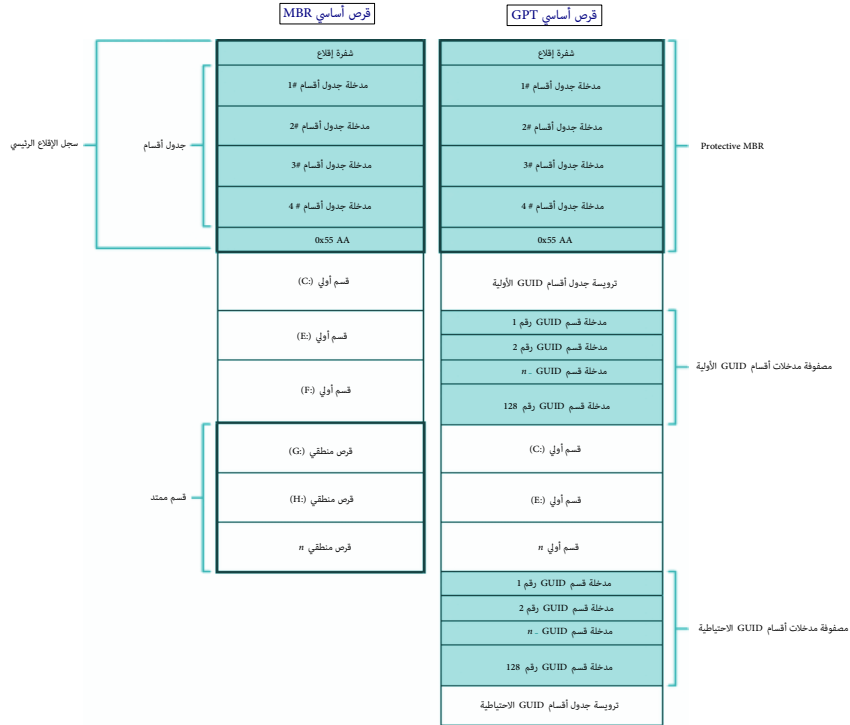 قرص أساسي GPT
قرص أساسي MBR
شفرة إقلاع
مدخلة جدول أقسام #1
مدخلة جدول أقسام #2
مدخلة جدول أقسام #3
مدخلة جدول أقسام # 4
0x55 AA
Protective MBR
ترويسة جدول أقسام GUID الأولية
مدخلة قسم GUID رقم 1
مدخلة قسم GUID رقم 2
مدخلة قسم GUID ـ n
مدخلة قسم GUID رقم 128
مصفوفة مدخلات أقسام GUID الأولية
قسم أولي (C:)
قسم أولي (E:)
قسم أولي n
مدخلة قسم GUID رقم 1
مدخلة قسم GUID رقم 2
مدخلة قسم GUID ـ n
مدخلة قسم GUID رقم 128
مصفوفة مدخلات أقسام GUID الاحتياطية
ترويسة جدول أقسام GUID الاحتياطية
شفرة إقلاع
مدخلة جدول أقسام #1
مدخلة جدول أقسام #2
مدخلة جدول أقسام #3
مدخلة جدول أقسام # 4
0x55 AA
جدول أقسام
سجل الإقلاع الرئيسي
قسم أولي (C:)
قسم أولي (E:)
قسم أولي (F:)
قرص منطقي (G:)
قرص منطقي (H:)
قرص منطقي n
قسم ممتد